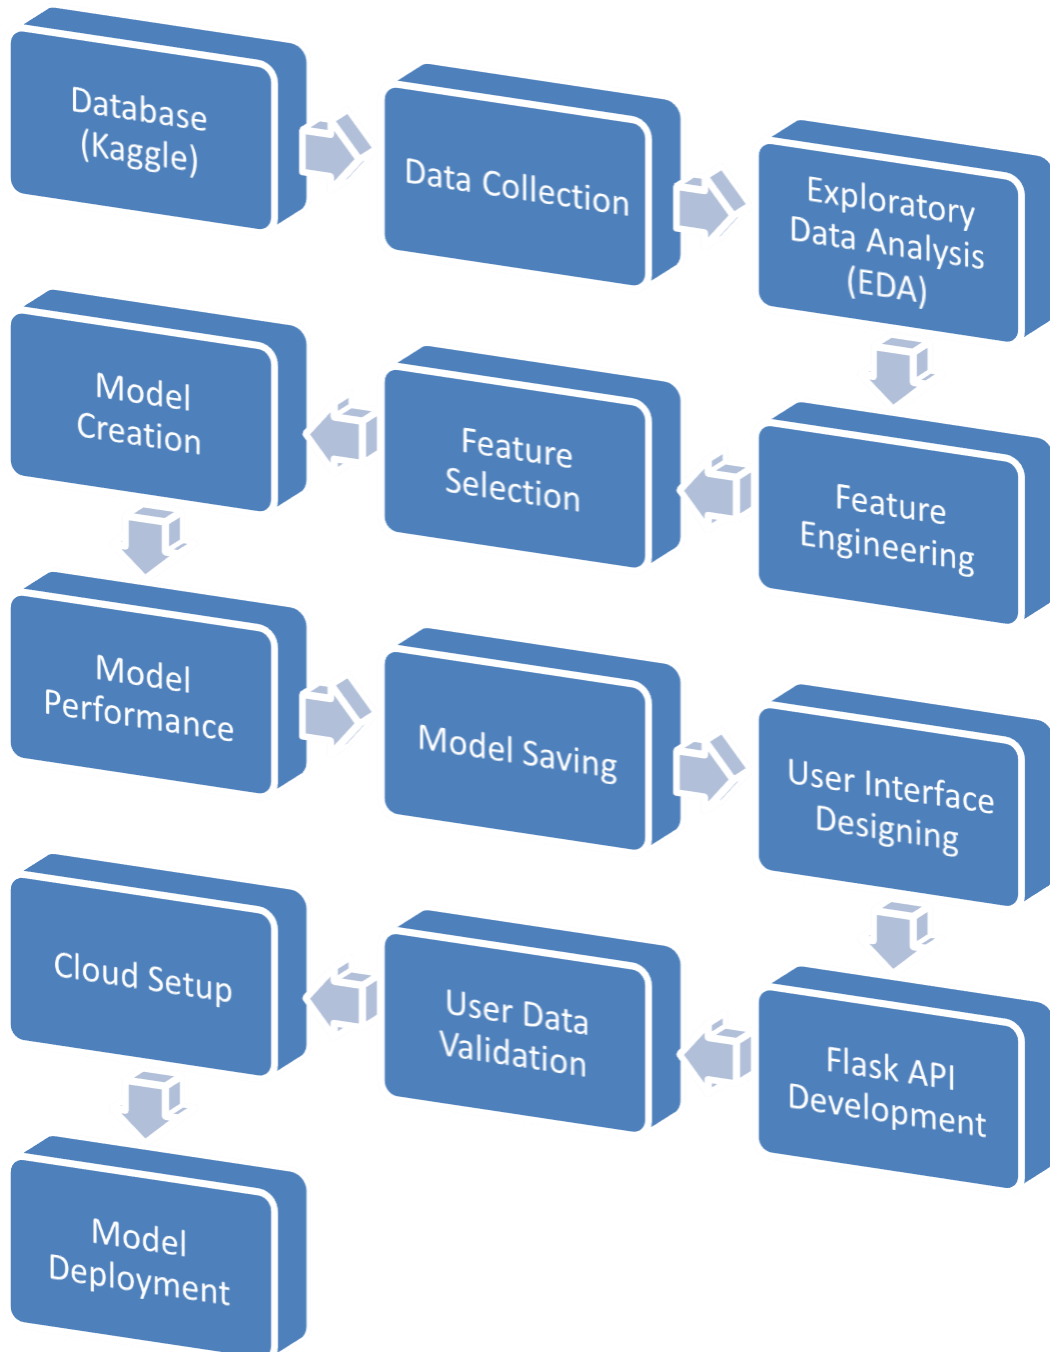 Database
(Kaggle)
Data Collection
Exploratory
Data Analysis
(EDA)
Feature
Engineering
Feature
Selection
Model
Creation
Model
Performance
Model Saving
User Interface
Designing
Flask API
Development
User Data
Validation
Cloud Setup
Model
Deployment